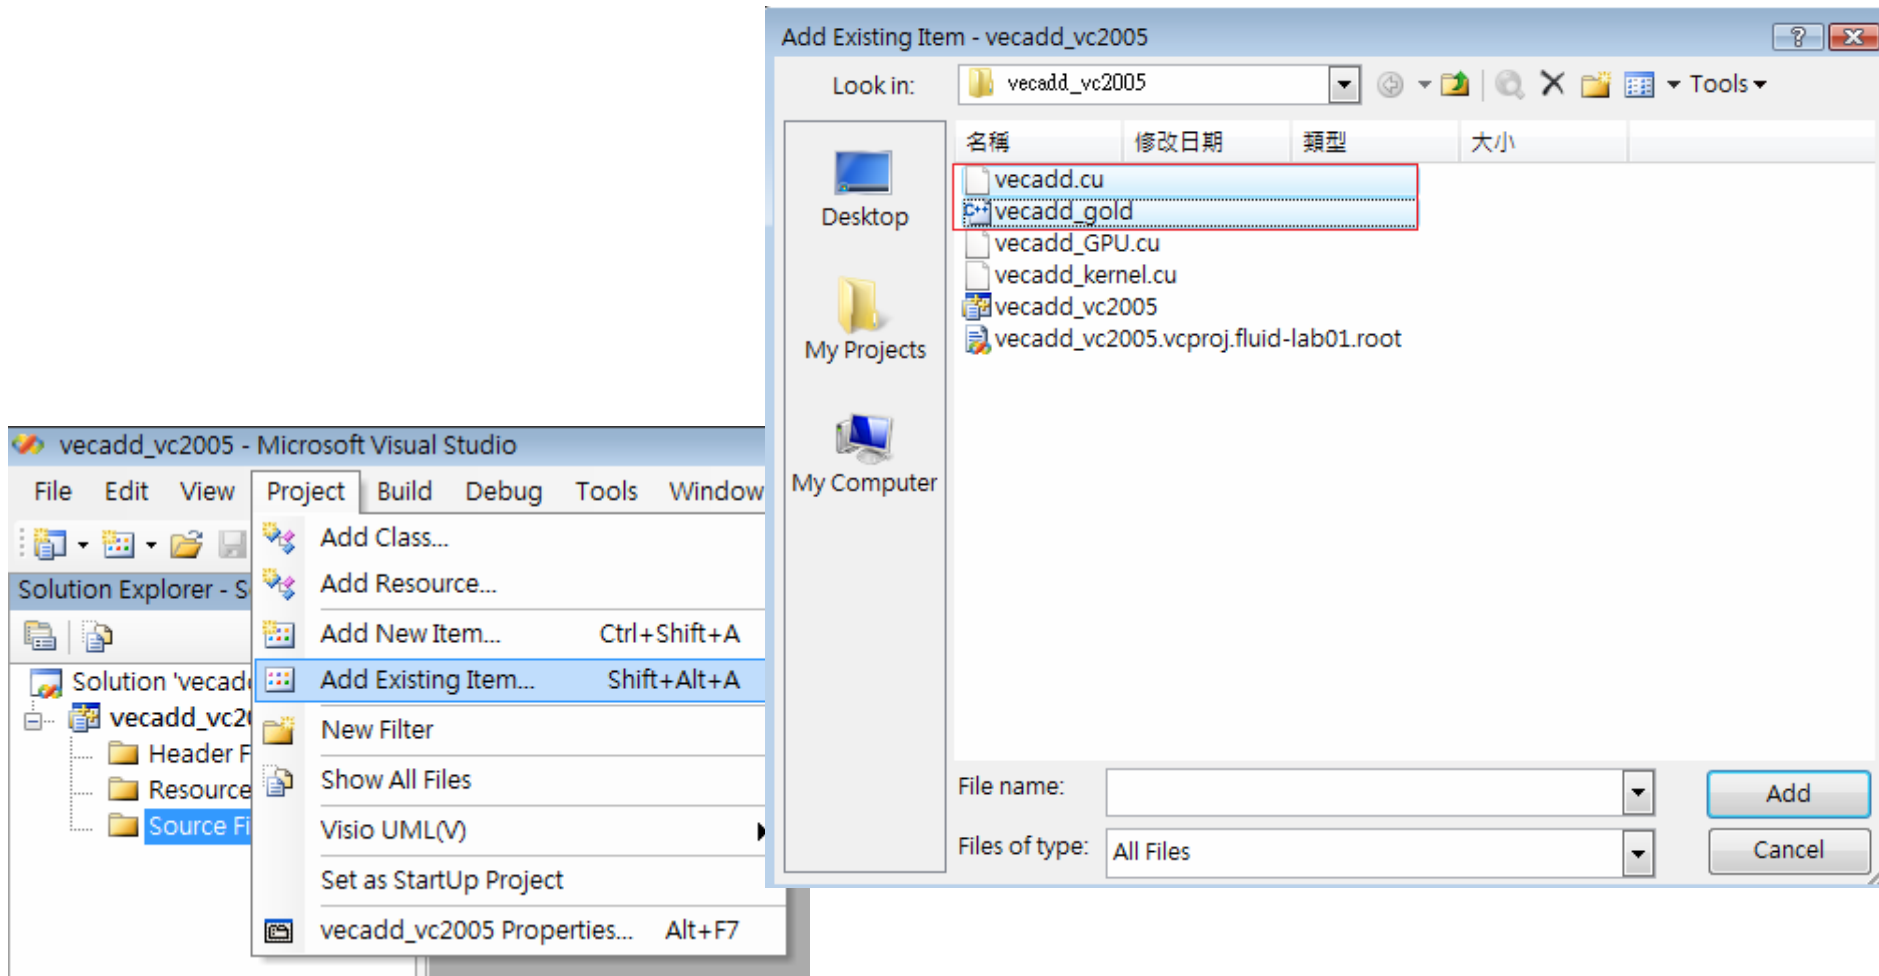 Add Existing Item - vecadd_vc2005
Look in: vecadd_vc2005 Tools
名稱 修改日期 類型 大小
Desktop
My Projects
My Computer
vecadd.cu
vecadd_gold
vecadd_GPU.cu
vecadd_kernel.cu
vecadd_vc2005
vecadd_vc2005.vcproj.fluid-lab01.root
File name: Add
Files of type: All Files Cancel
vecadd_vc2005 - Microsoft Visual Studio
File Edit View Project Build Debug Tools Window
Solution Explorer - S
Solution 'vecad
vecadd_vc2
Header F
Resource
Source Fi
Add Class...
Add Resource...
Add New Item... Ctrl+Shift+A
Add Existing Item... Shift+Alt+A
New Filter
Show All Files
Visio UML(V)
Set as StartUp Project
vecadd_vc2005 Properties... Alt+F7